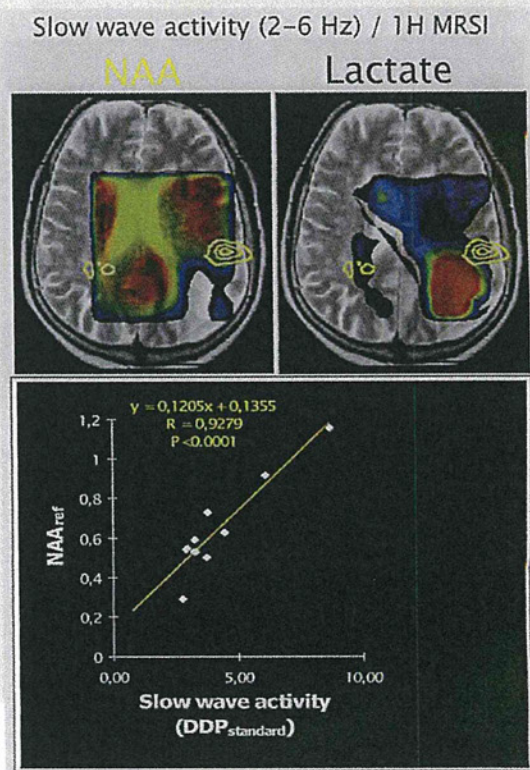 Slow wave activity (2–6 Hz) / 1H MRSI
NAA
Lactate
y = 0,1205x + 0,1355
R = 0,9279
P <0.0001
1,2
1
0,8
0,6
0,4
0,2
0
NAAref
0,00
5,00
10,00
Slow wave activity
(DDPstandard)